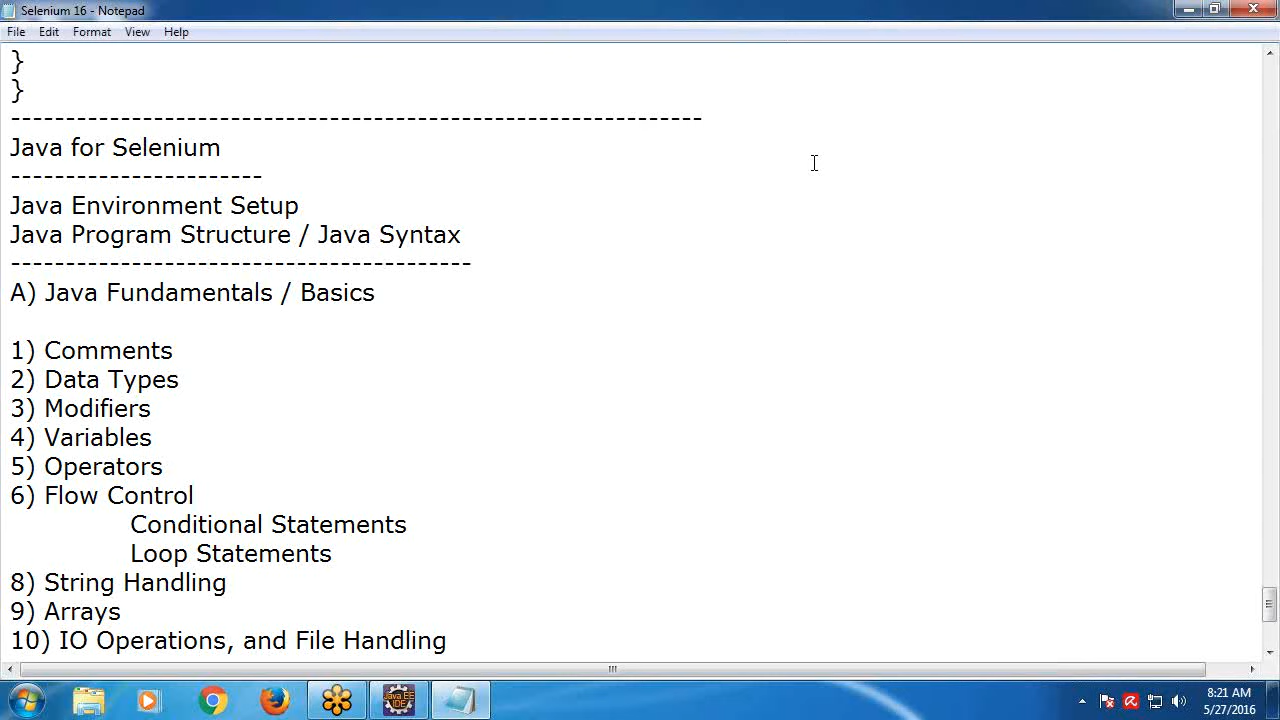 Selenium 16 - Notepad
File Edit Format View Help
}
}
---------------------------------------------------------------
Java for Selenium
-----------------------
Java Environment Setup
Java Program Structure / Java Syntax
------------------------------------------
A) Java Fundamentals / Basics
1) Comments
2) Data Types
3) Modifiers
4) Variables
5) Operators
6) Flow Control
Conditional Statements
Loop Statements
8) String Handling
9) Arrays
10) IO Operations, and File Handling
Java EE
IDE
8:21 AM
5/27/2016